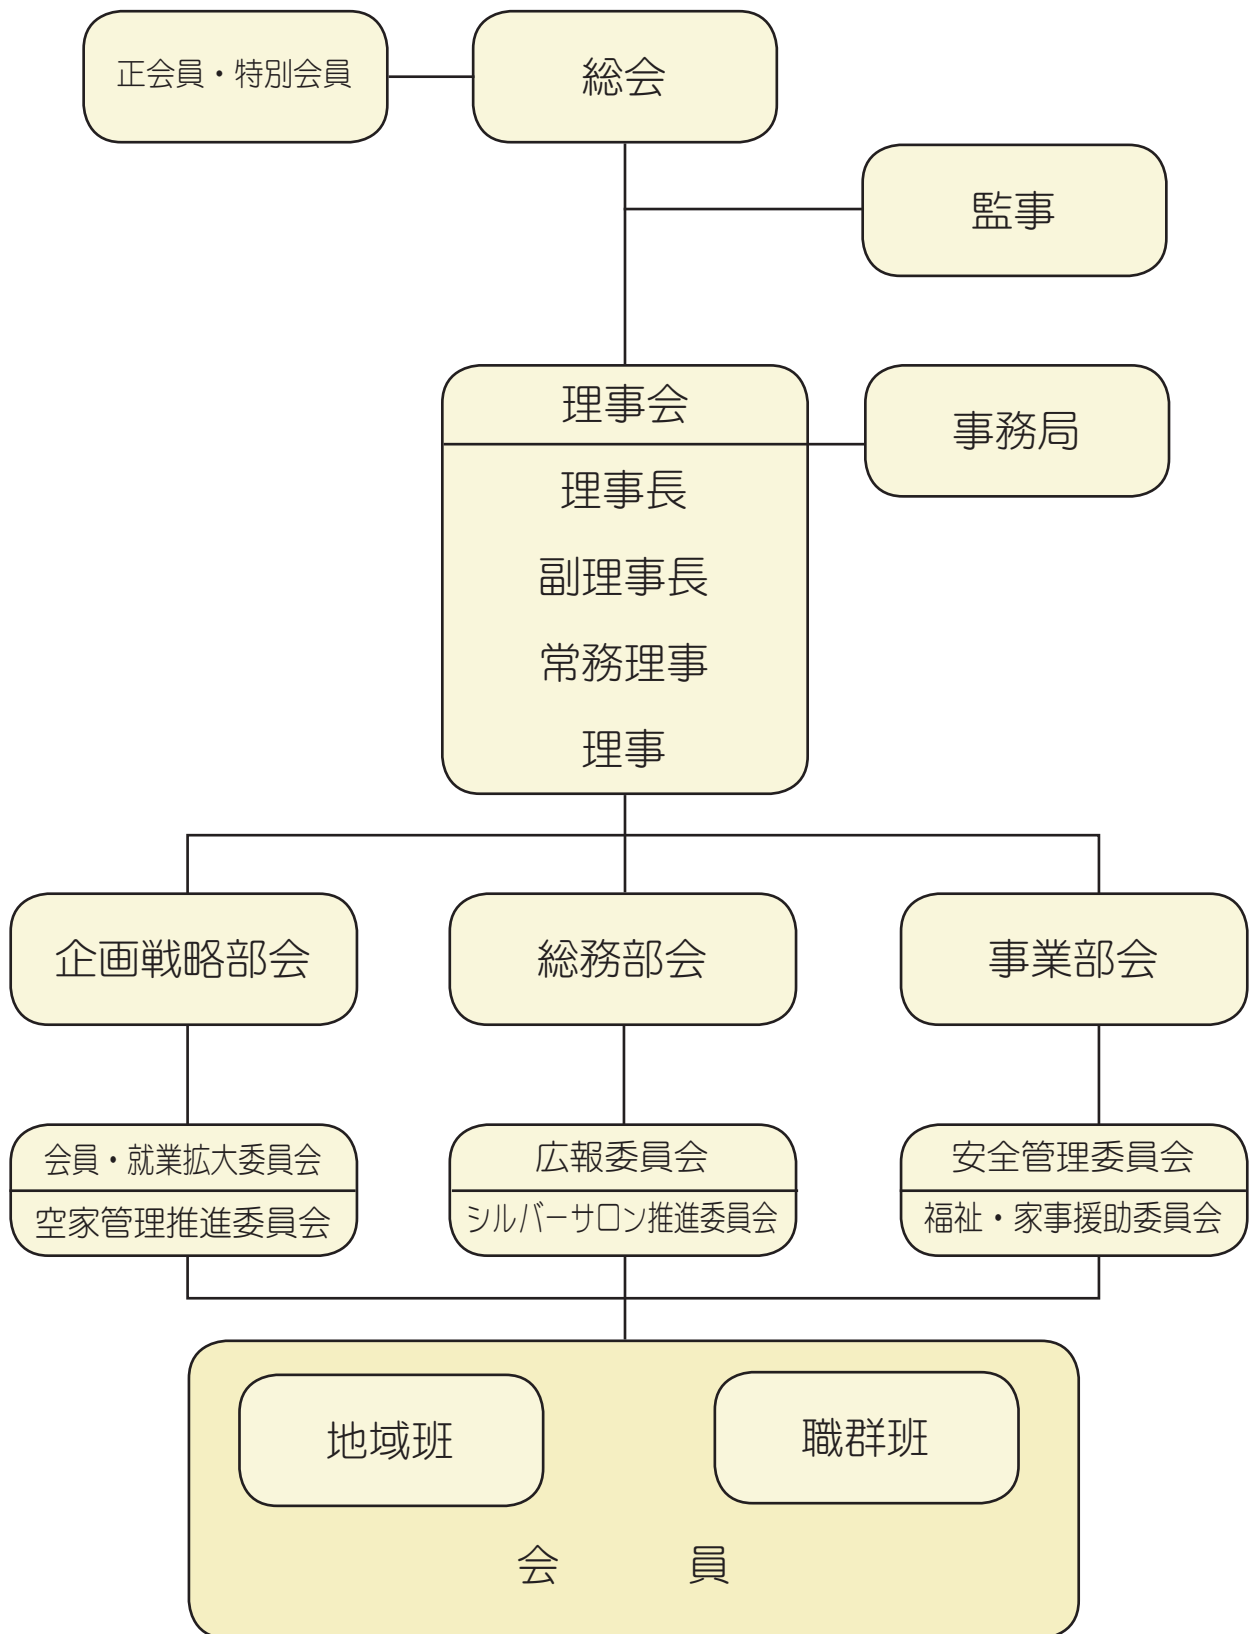 正会員・特別会員
総会
監事
理事会
事務局
理事長
副理事長
常務理事
理事
企画戦略部会
総務部会
事業部会
会員・就業拡大委員会
空家管理推進委員会
広報委員会
シルバーサロン推進委員会
安全管理委員会
福祉・家事援助委員会
地域班
職群班
会　員